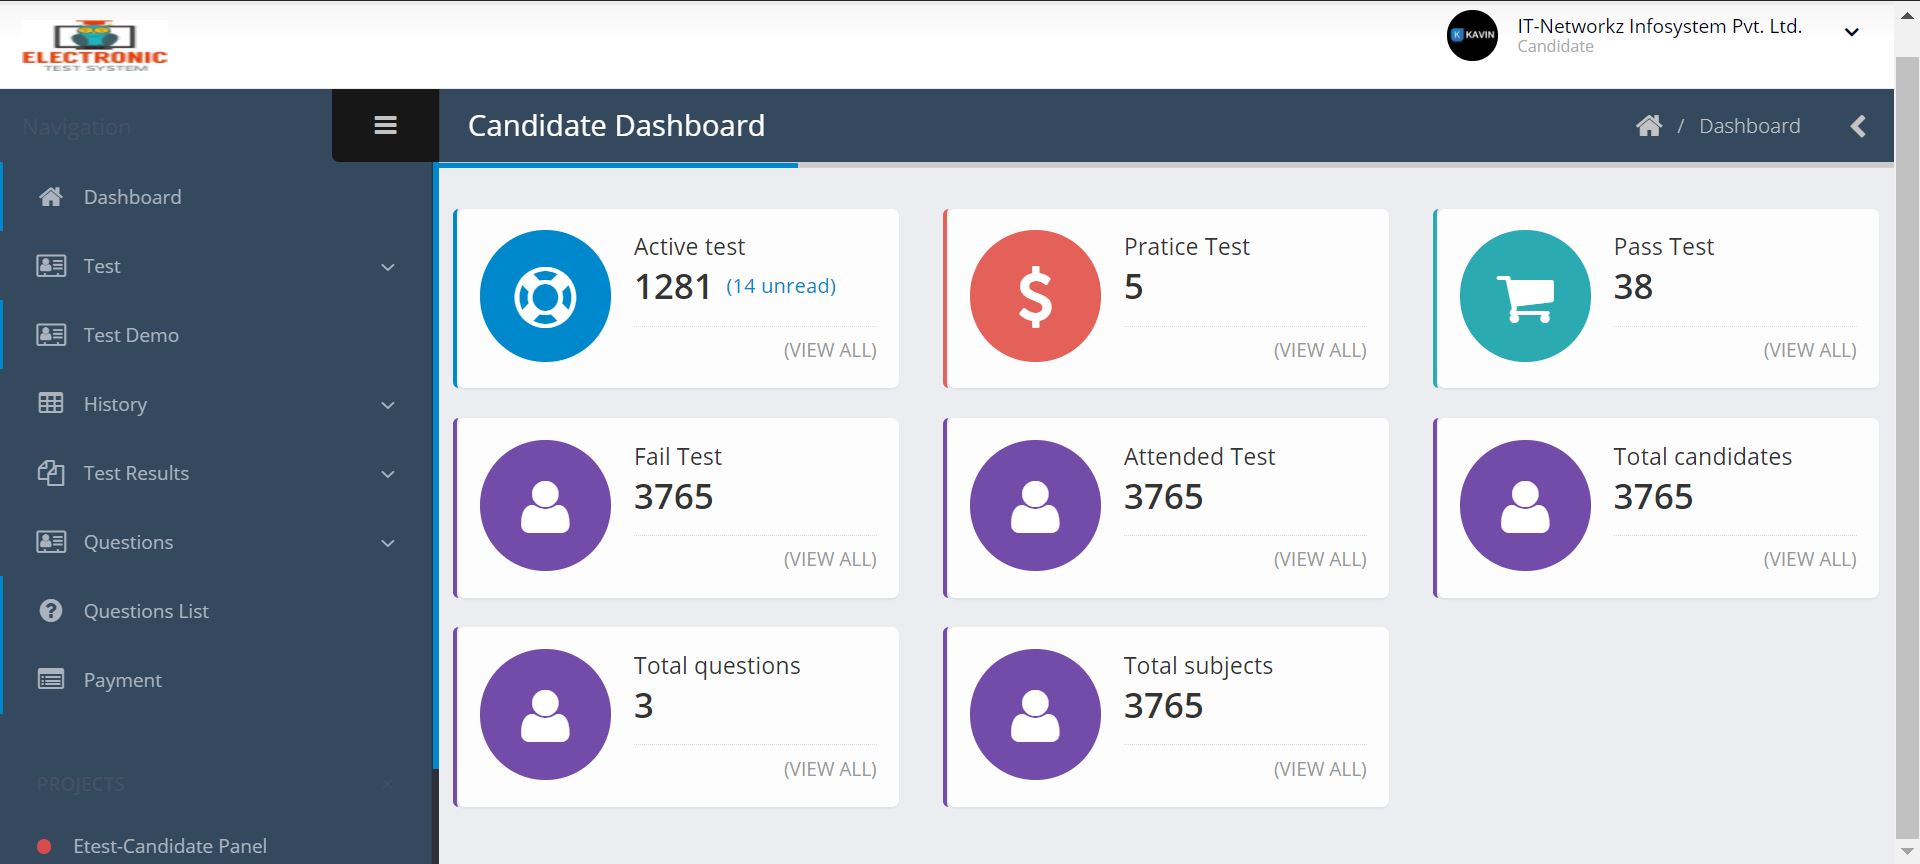 ELECTRONIC
TEST SYSTEM
K KAVIN
IT-Networkz Infosystem Pvt. Ltd.
Candidate
Navigation
Candidate Dashboard
/ Dashboard
Dashboard
Test
Test Demo
History
Test Results
Questions
Questions List
Payment
PROJECTS
Etest-Candidate Panel
Active test
1281 (14 unread)
(VIEW ALL)
Pratice Test
5
(VIEW ALL)
Pass Test
38
(VIEW ALL)
Fail Test
3765
(VIEW ALL)
Attended Test
3765
(VIEW ALL)
Total candidates
3765
(VIEW ALL)
Total questions
3
(VIEW ALL)
Total subjects
3765
(VIEW ALL)